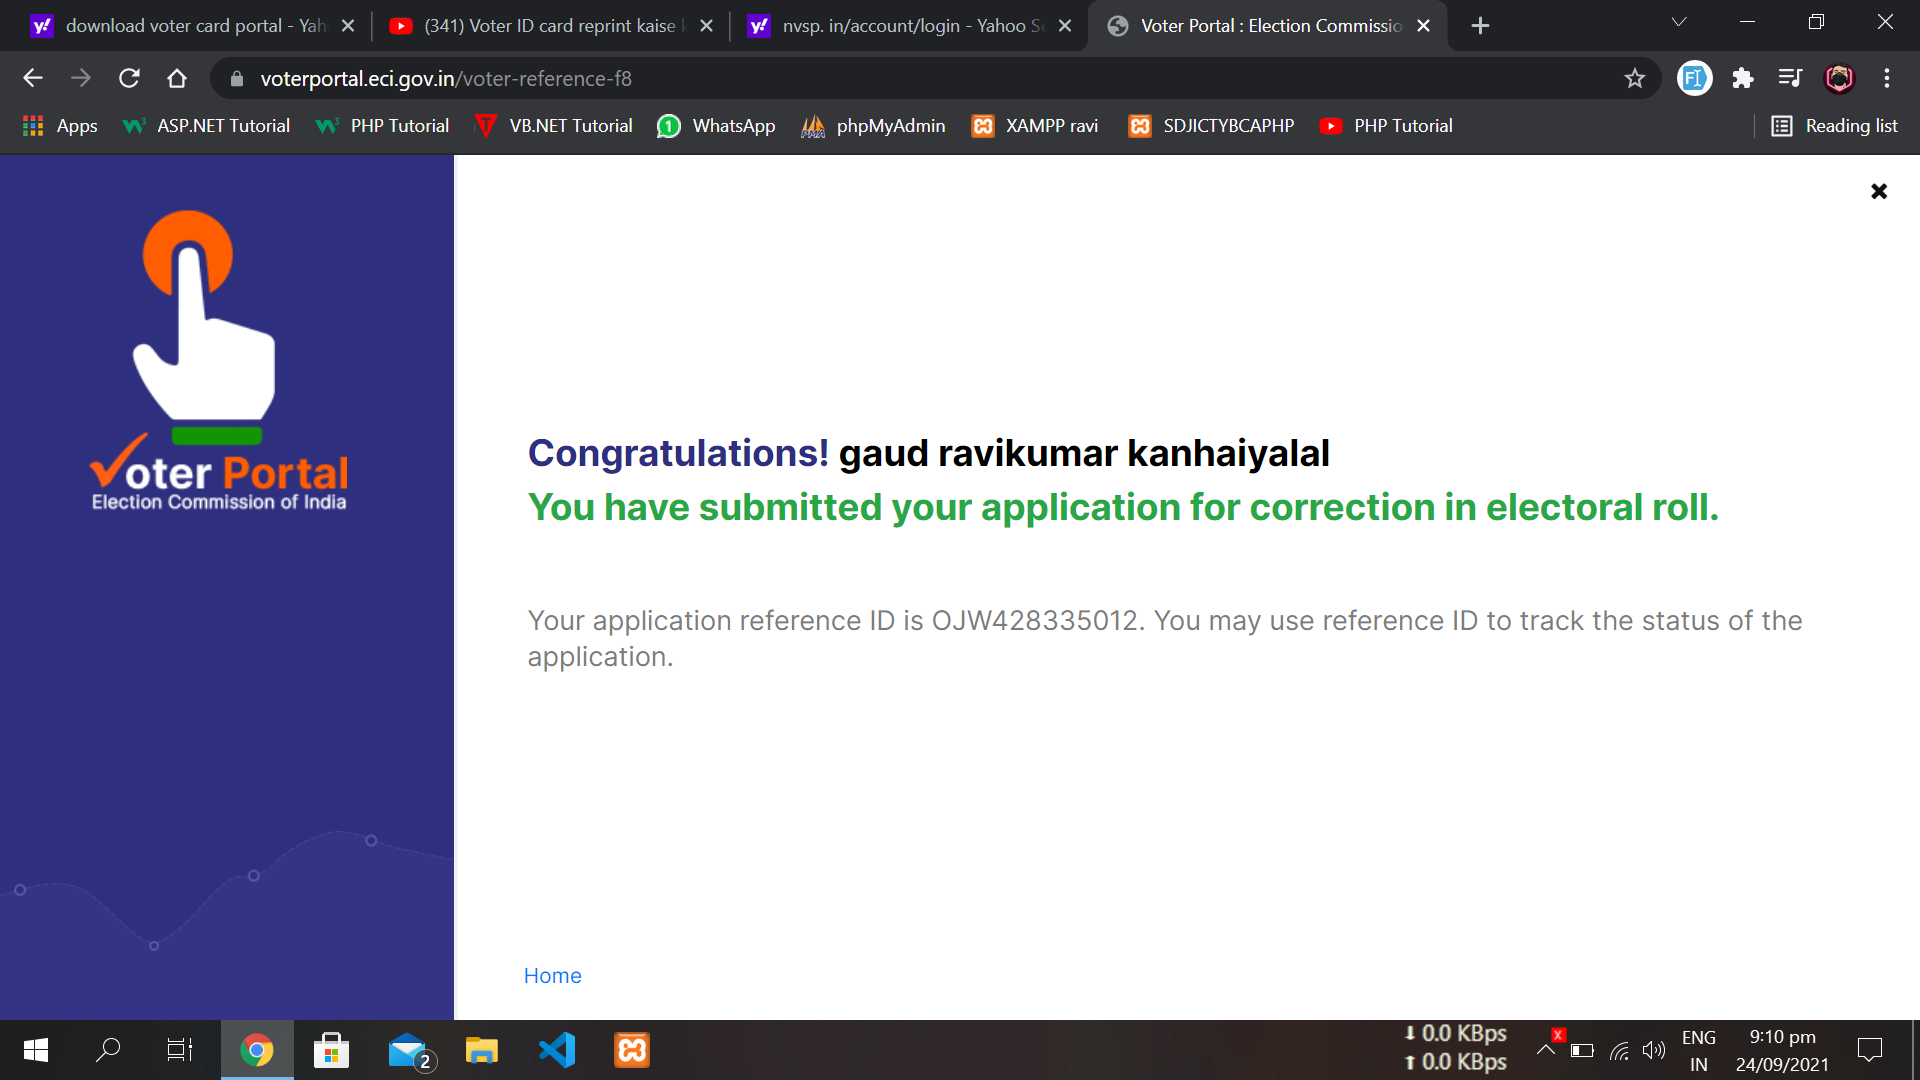 download voter card portal - Yah
(341) Voter ID card reprint kaise k
nvsp. in/account/login - Yahoo Se
Voter Portal : Election Commissio
voterportal.eci.gov.in/voter-reference-f8
Apps
ASP.NET Tutorial
PHP Tutorial
VB.NET Tutorial
WhatsApp
phpMyAdmin
XAMPP ravi
SDJICTYBCAPHP
PHP Tutorial
Reading list
Voter Portal
Election Commission of India
Congratulations! gaud ravikumar kanhaiyalal
You have submitted your application for correction in electoral roll.
Your application reference ID is OJW428335012. You may use reference ID to track the status of the
application.
Home
2
0.0 KBps
0.0 KBps
ENG
IN
9:10 pm
24/09/2021